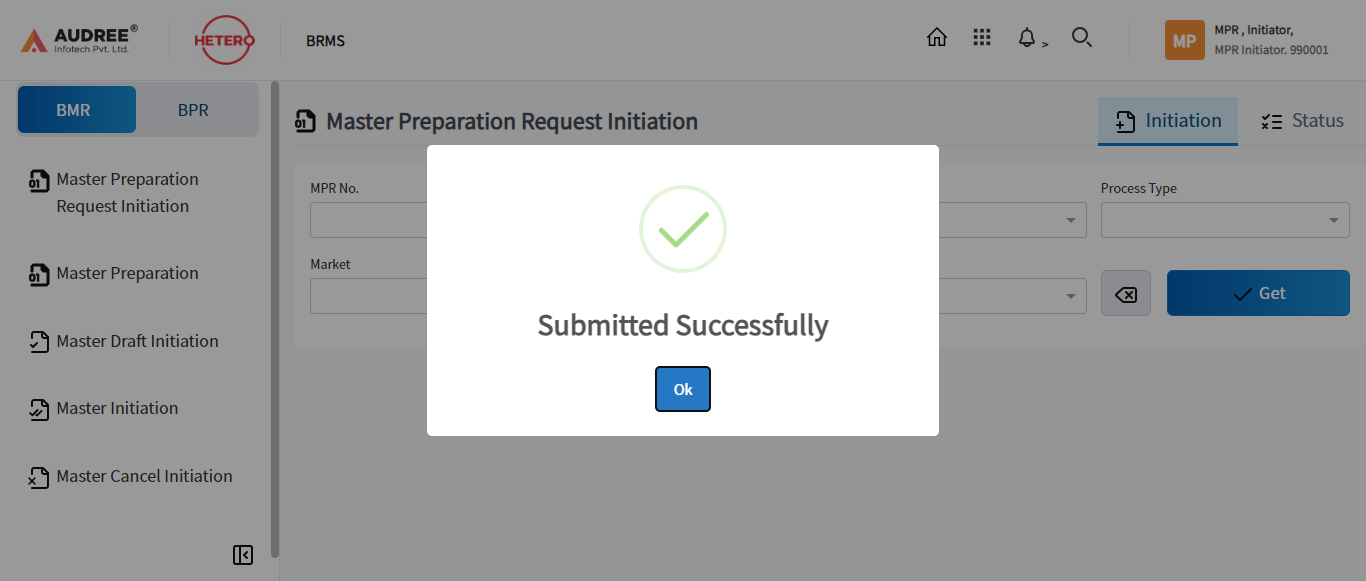 AUDREE®
Infotech Pvt. Ltd.
HETERO
BRMS
>
MP
MPR , Initiator,
MPR Initiator. 990001
BMR
BPR
Master Preparation
Request Initiation
Master Preparation
Master Draft Initiation
Master Initiation
Master Cancel Initiation
Master Preparation Request Initiation
Initiation
Status
MPR No.
Process Type
Market
Get
Submitted Successfully
Ok